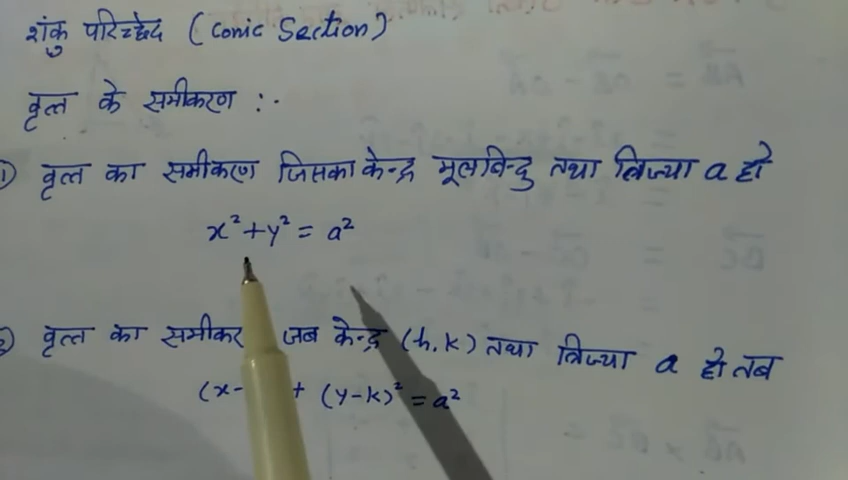 शंकु परिच्छेद (Conic Section)
वृत्त के समीकरण :-
① वृत्त का समीकरण जिसका केन्द्र मूलबिन्दु तथा त्रिज्या a हो
x² + y² = a²
वृत्त का समीकर जब केन्द्र (h, k) तथा त्रिज्या a हो तब
(x- + (y-k)² = a²